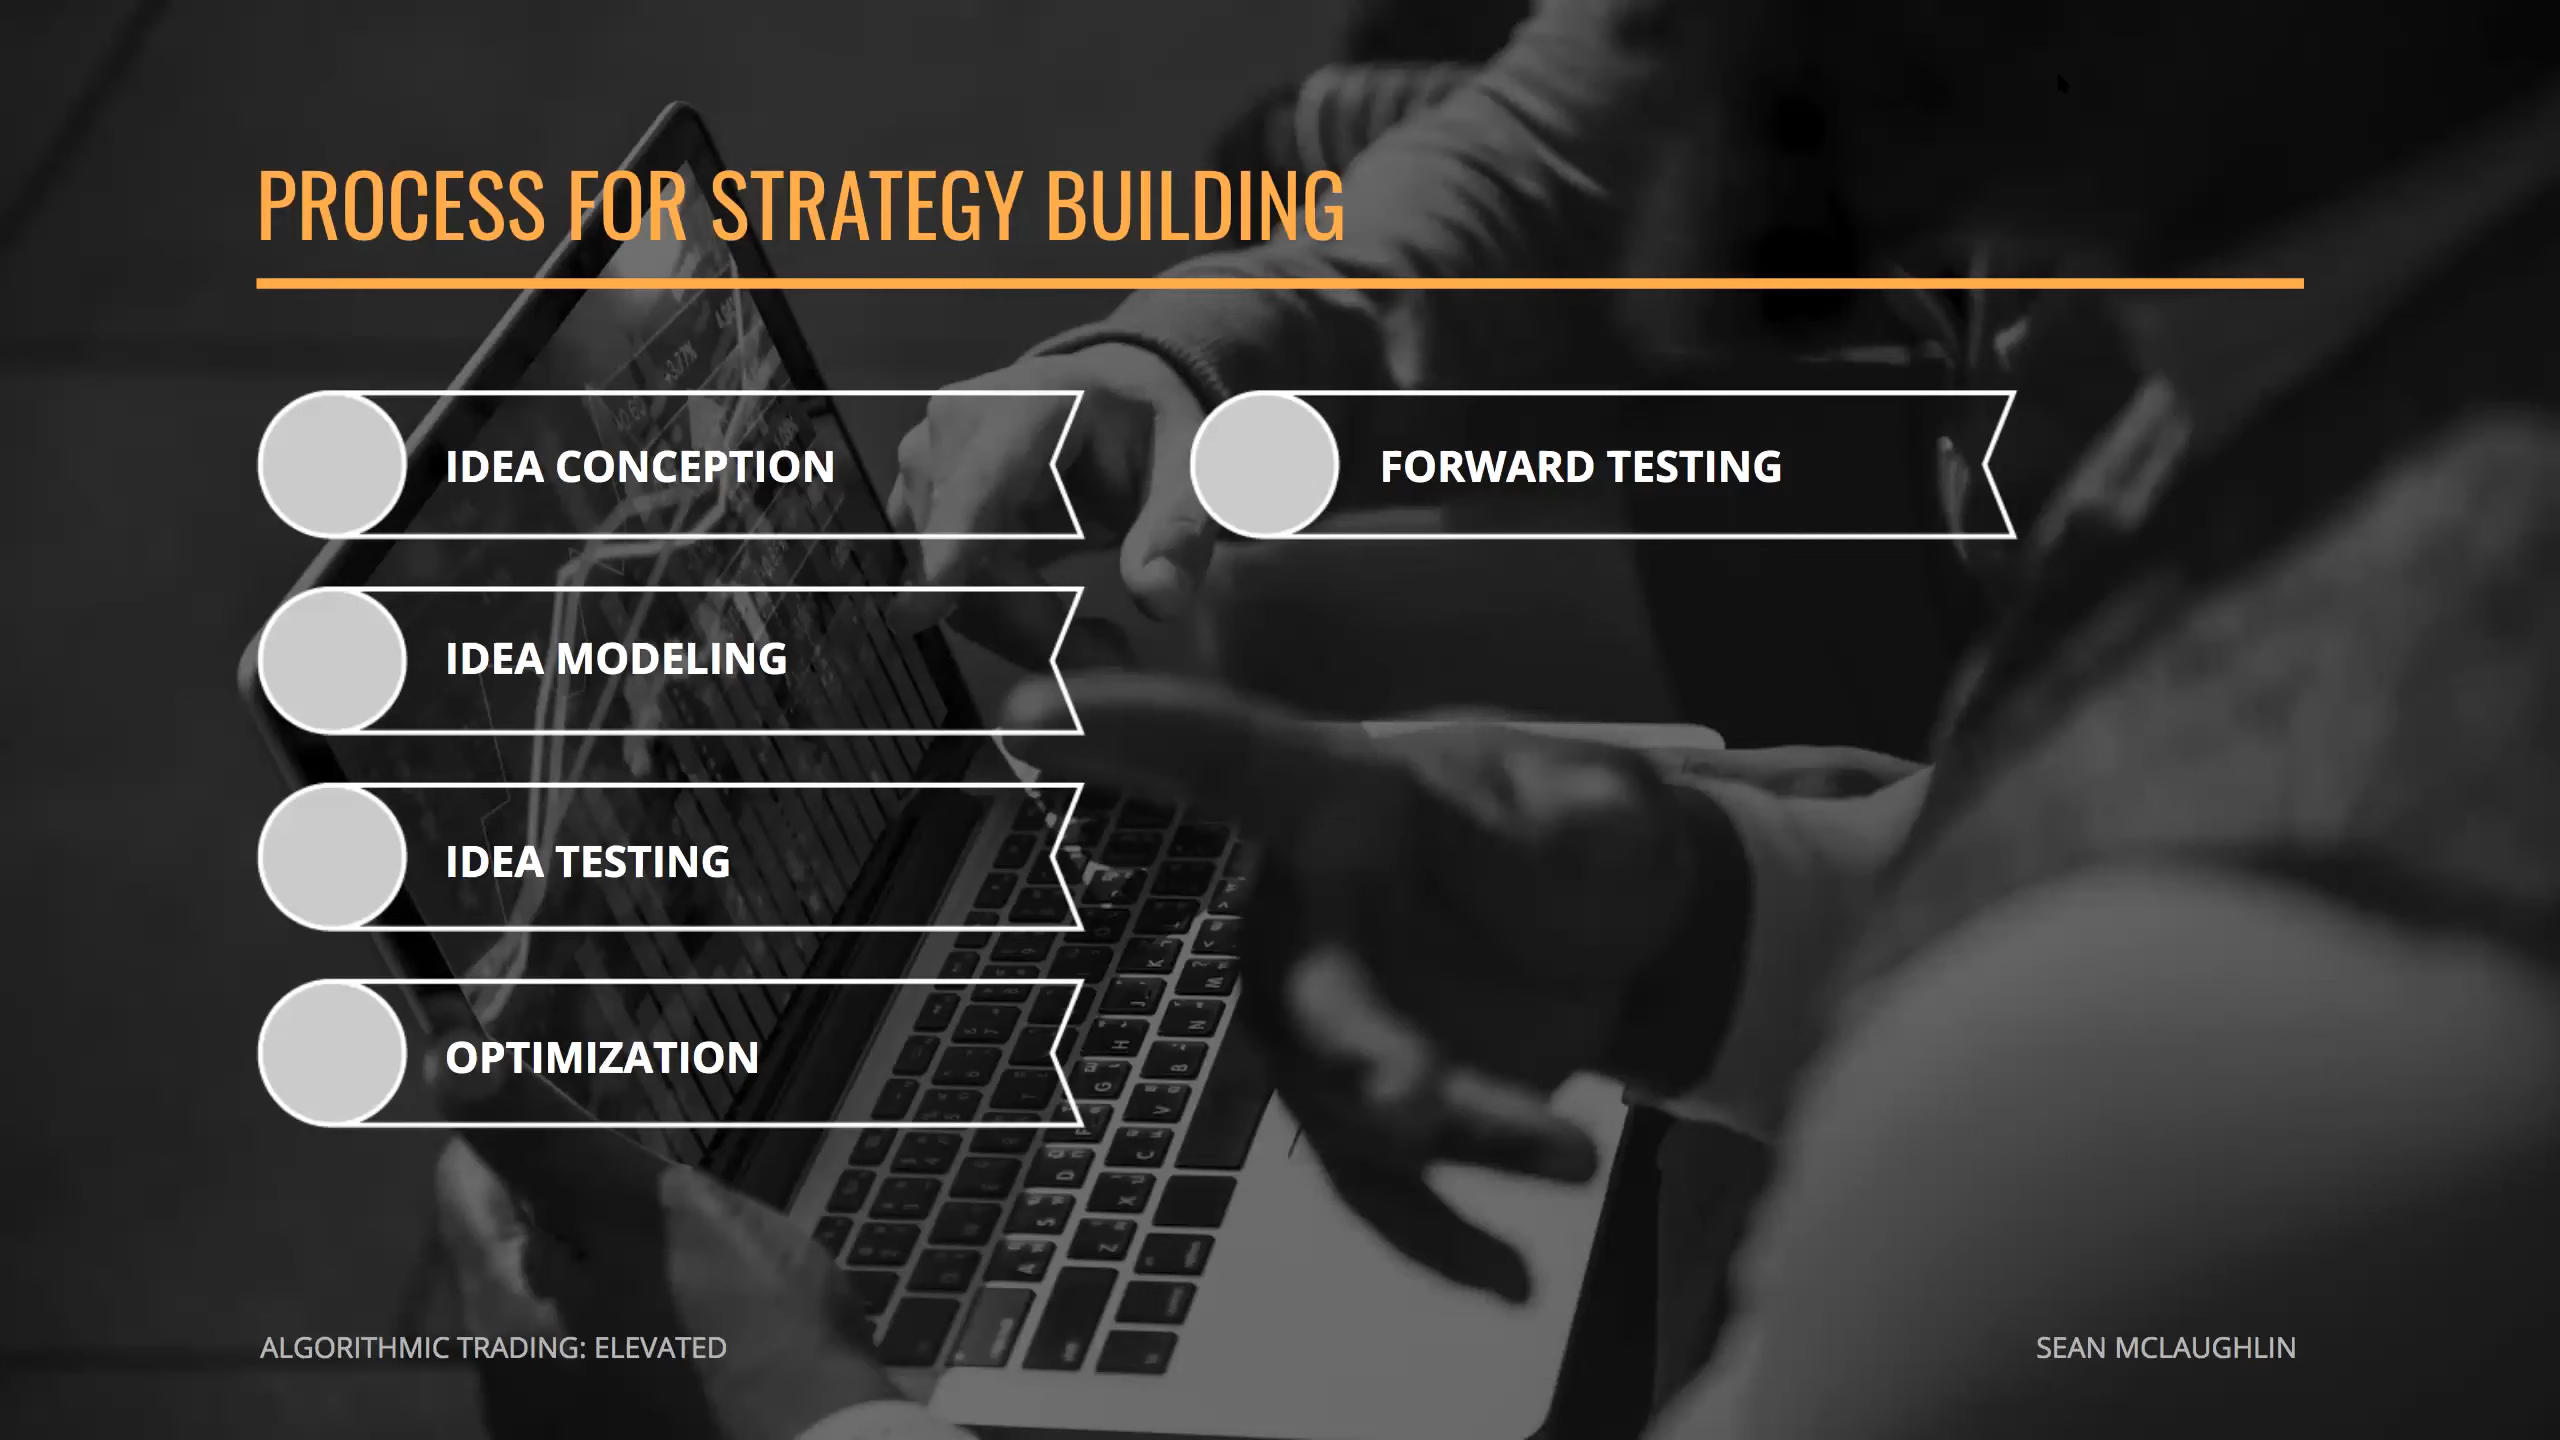 PROCESS FOR STRATEGY BUILDING
IDEA CONCEPTION
IDEA MODELING
IDEA TESTING
OPTIMIZATION
FORWARD TESTING
ALGORITHMIC TRADING: ELEVATED
SEAN MCLAUGHLIN